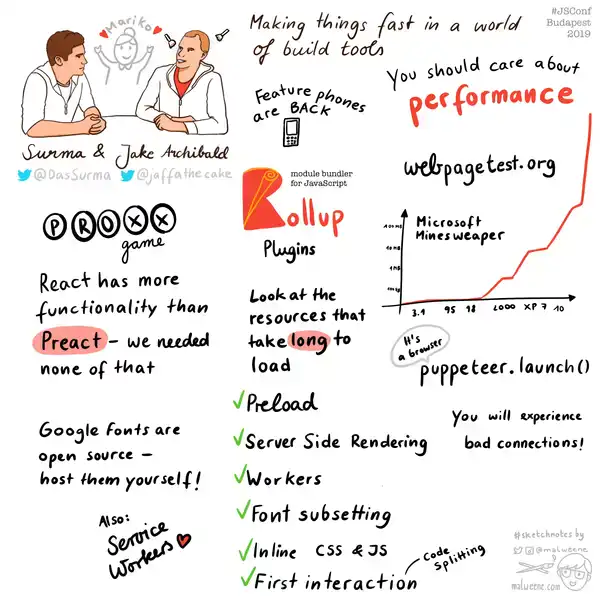 Mariko
Making things fast in a world
of build tools
#JSConf
Budapest
2019
Surma & Jake Archibald
@DasSurma @jaffathecake
Feature phones
are BACK
You should care about
performance
webpagetest.org
Microsoft
Minesweaper
100MB
10MB
1MB
3.1 95 98 2000 XP 7 10
PROXX
game
module bundler
for JavaScript
Rollup
Plugins
React has more
functionality than
Preact – we needed
none of that
Look at the
resources that
take long to
load
It's
a browser
puppeteer.launch()
You will experience
bad connections!
Google Fonts are
open source –
host them yourself!
Also:
Service
Workers
Preload
Server Side Rendering
Workers
Font subsetting
Inline CSS & JS
First interaction
code
splitting
#sketchnotes by
@malweene
malweene.com